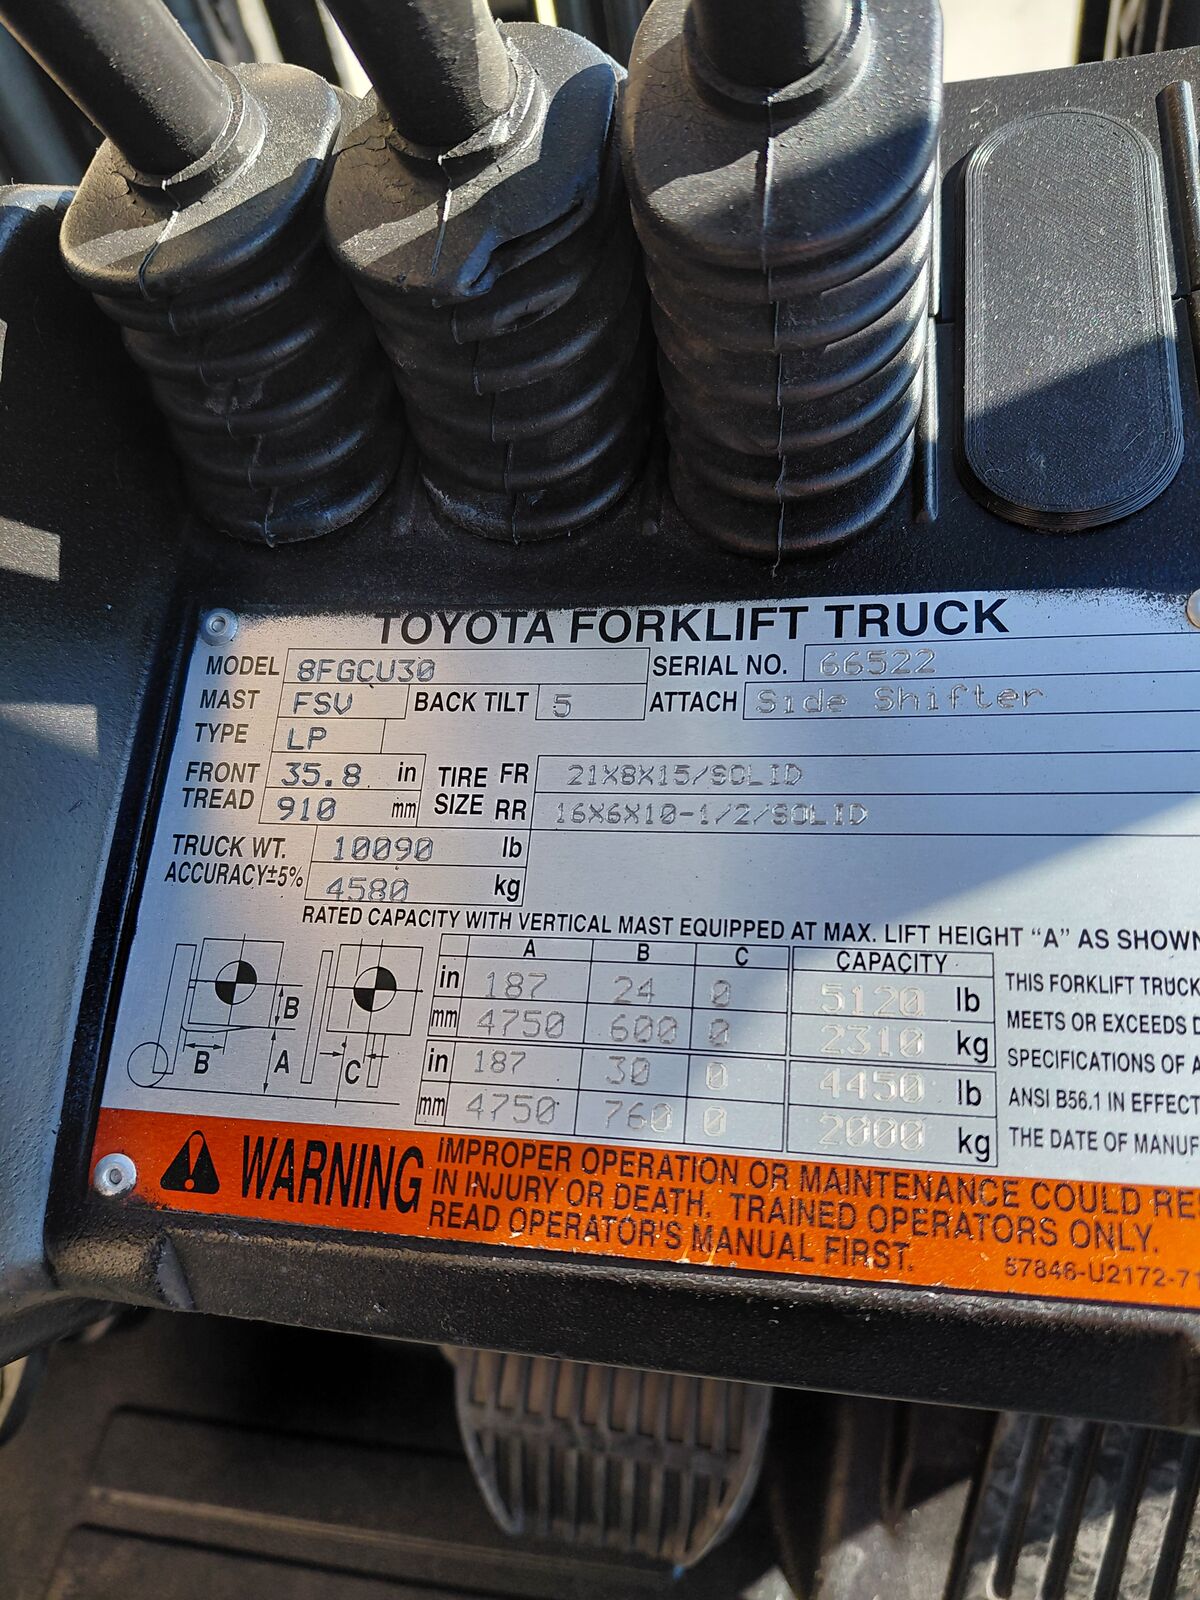 TOYOTA FORKLIFT TRUCK
MODEL 8FGCU30 SERIAL NO. 66522
MAST FSV BACK TILT 5 ATTACH Side Shifter
TYPE LP
FRONT TREAD 35.8 in 910 mm
TIRE SIZE FR 21X8X15/SOLID
RR 16X6X10-1/2/SOLID
TRUCK WT. 10090 lb
ACCURACY±5% 4580 kg
RATED CAPACITY WITH VERTICAL MAST EQUIPPED AT MAX. LIFT HEIGHT "A" AS SHOWN
A B C CAPACITY
in 187 24 0 5120 lb
mm 4750 600 0 2310 kg
in 187 30 0 4450 lb
mm 4750 760 0 2000 kg
B B A C
THIS FORKLIFT TRUCK
MEETS OR EXCEEDS
SPECIFICATIONS OF
ANSI B56.1 IN EFFECT
THE DATE OF MANUF
WARNING
IMPROPER OPERATION OR MAINTENANCE COULD RE
IN INJURY OR DEATH. TRAINED OPERATORS ONLY.
READ OPERATOR'S MANUAL FIRST.
57846-U2172-71